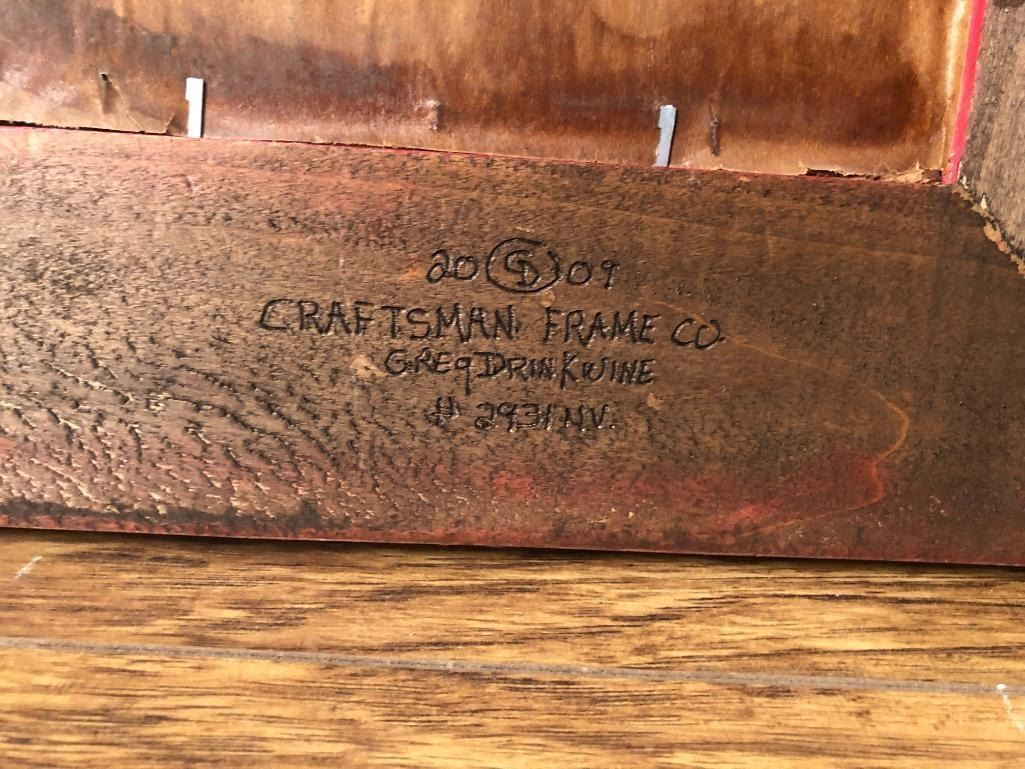 20 GD 09
CRAFTSMAN FRAME CO.
GREg DRINKWINE
# 2931 NV.